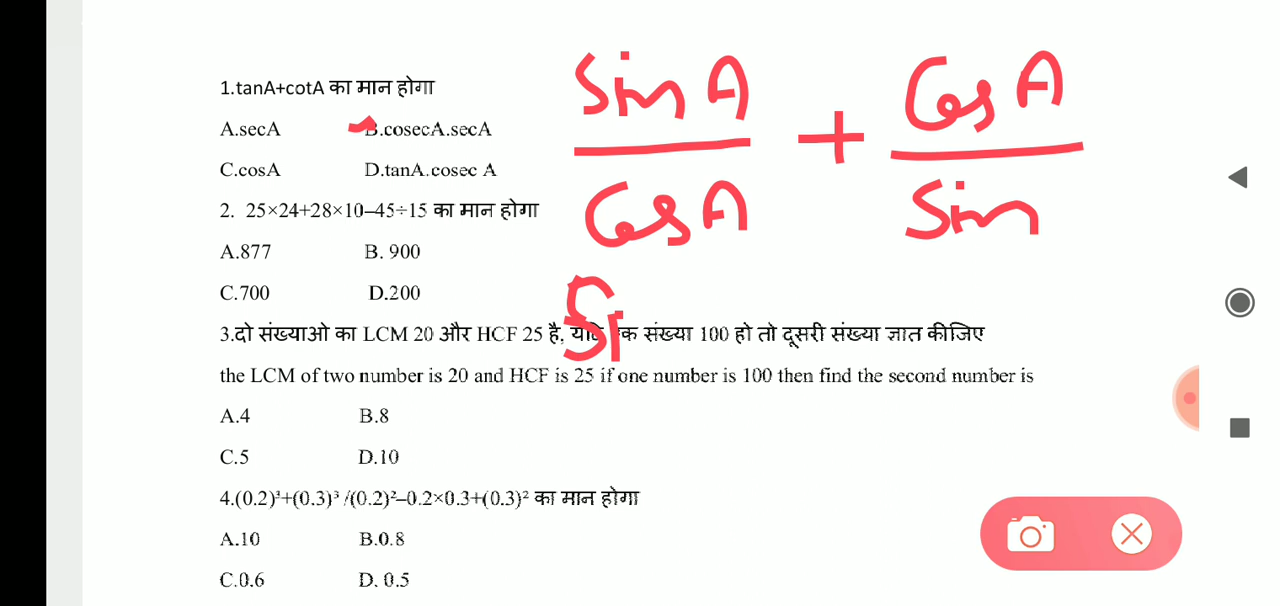 1.tanA+cotA का मान होगा
A.secA B.cosecA.secA
C.cosA D.tanA.cosec A
sin A + Cos A
Cos A Sin
2. 25×24+28×10–45÷15 का मान होगा
A.877 B. 900
C.700 D.200
Si
3.दो संख्याओ का LCM 20 और HCF 25 है, यदि एक संख्या 100 हो तो दूसरी संख्या ज्ञात कीजिए
the LCM of two number is 20 and HCF is 25 if one number is 100 then find the second number is
A.4 B.8
C.5 D.10
4.(0.2)³+(0.3)³ /(0.2)²–0.2×0.3+(0.3)² का मान होगा
A.10 B.0.8
C.0.6 D. 0.5